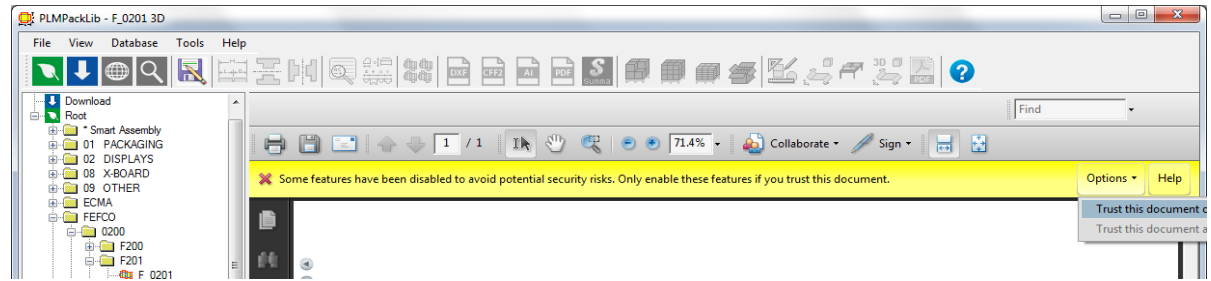 PLMPackLib - F_0201 3D
File View Database Tools Help
DXF CFF2 Ai PDF S Summa 3D PDF ?
Download
Root
* Smart Assembly
01 PACKAGING
02 DISPLAYS
08 X-BOARD
09 OTHER
ECMA
FEFCO
0200
F200
F201
F_0201
Find
1 / 1 71.4% Collaborate Sign
Some features have been disabled to avoid potential security risks. Only enable these features if you trust this document. Options Help
Trust this document o
Trust this document a